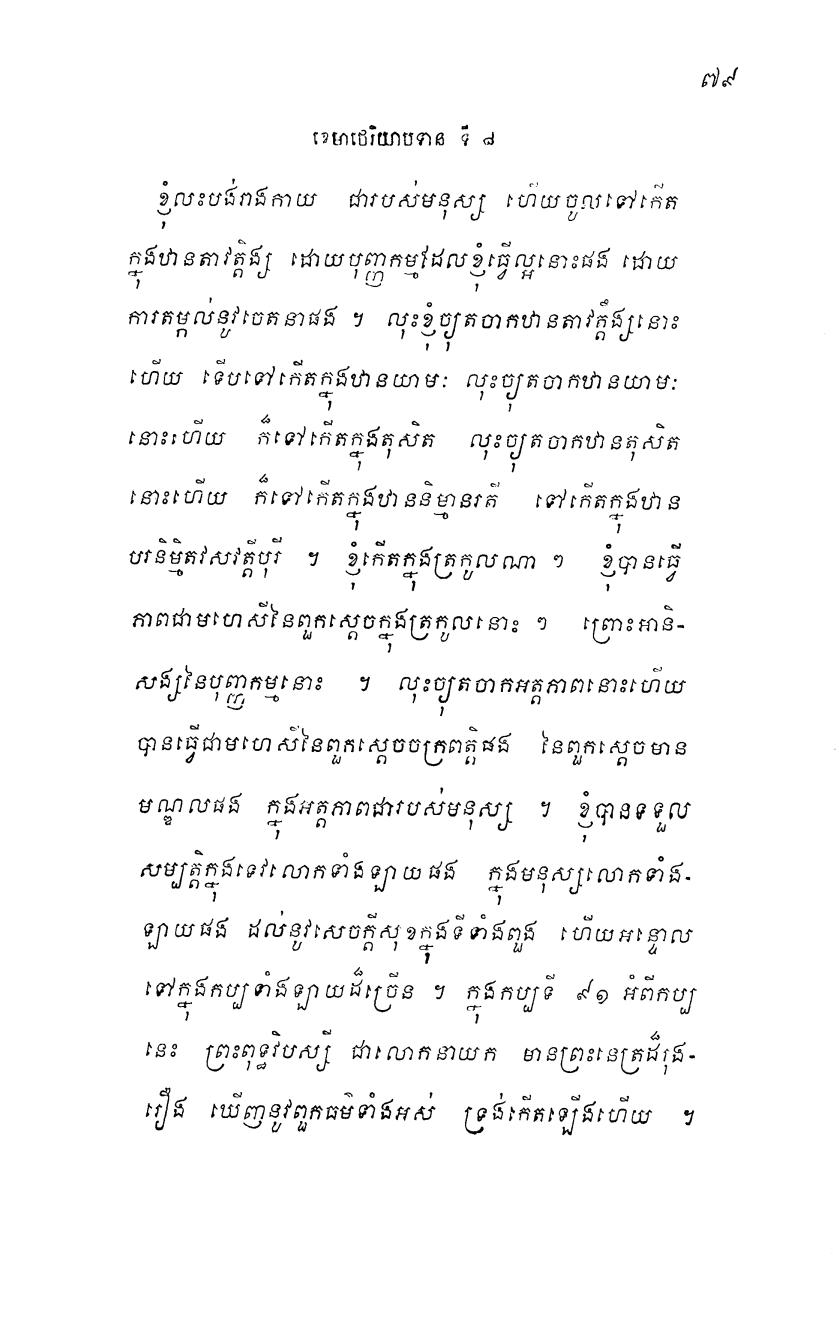 ៧៩
ខេមាថេរិយាបទាន ទី ៨
ខ្ញុំលះបង់រាងកាយ ជារបស់មនុស្ស ហើយចូលទៅកើត
ក្នុងឋានតាវត្តិង្ស ដោយបុញ្ញកម្មដែលខ្ញុំធ្វើល្អនោះផង ដោយ
ការតម្កល់នូវចេតនាផង ។ លុះខ្ញុំច្យុតចាកឋានតាវត្តឹង្សនោះ
ហើយ ទើបទៅកើតក្នុងឋានយាមៈ លុះច្យុតចាកឋានយាមៈ
នោះហើយ ក៏ទៅកើតក្នុងតុសិត លុះច្យុតចាកឋានតុសិត
នោះហើយ ក៏ទៅកើតក្នុងឋាននិម្មានរតី ទៅកើតក្នុងឋាន
បរនិម្មិតវសវត្តីបុរី ។ ខ្ញុំកើតក្នុងត្រកូលណា ៗ ខ្ញុំបានធ្វើ
ភាពជាមហេសីនៃពួកស្តេចក្នុងត្រកូលនោះ ៗ ព្រោះអានិ-
សង្ឃនៃបុញ្ញកម្មនោះ ។ លុះច្យុតចាកអត្តភាពនោះហើយ
បានធ្វើជាមហេសីនៃពួកស្តេចចក្រពត្តិផង នៃពួកស្តេចមាន
មណ្ឌលផង ក្នុងអត្តភាពជារបស់មនុស្ស ។ ខ្ញុំបានទទួល
សម្បត្តិក្នុងទេវលោកទាំងឡាយផង ក្នុងមនុស្សលោកទាំង-
ឡាយផង ដល់នូវសេចក្តីសុខក្នុងទីទាំងពួង ហើយអន្ទោល
ទៅក្នុងកប្បទាំងឡាយដ៏ច្រើន ។ ក្នុងកប្បទី ៩១ អំពីកប្ប
នេះ ព្រះពុទ្ធវិបស្សី ជាលោកនាយក មានព្រះនេត្រដ៏រុង-
រឿង ឃើញនូវពួកធម៌ទាំងអស់ ទ្រង់កើតឡើងហើយ ។